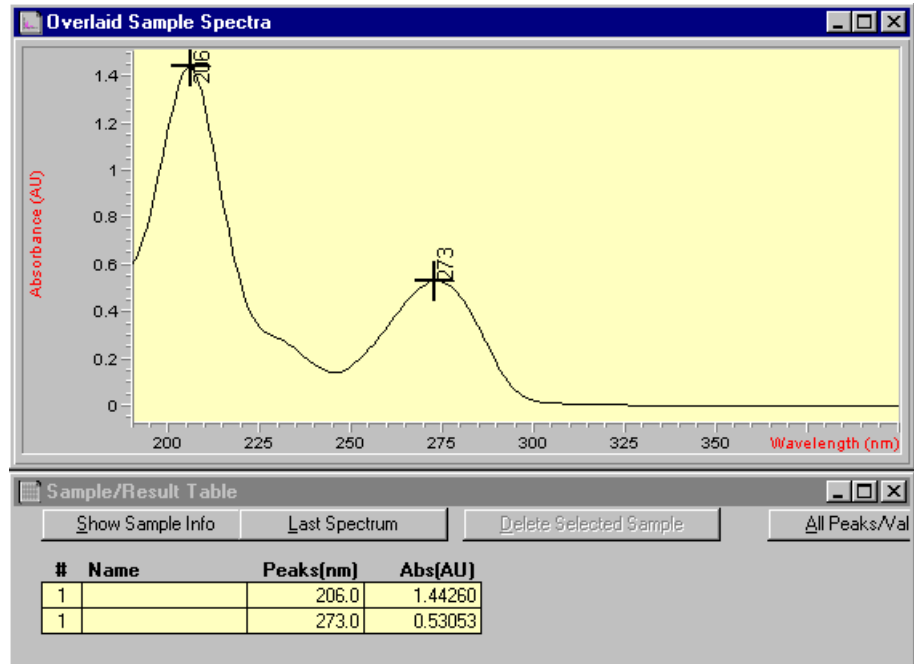 Overlaid Sample Spectra
206
1.4
1.2
1
0.8
0.6
0.4
0.2
0
Absorbance (AU)
273
200 225 250 275 300 325 350 Wavelength (nm)
Sample/Result Table
Show Sample Info Last Spectrum Delete Selected Sample All Peaks/Val
# Name Peaks(nm) Abs(AU)
1 206.0 1.44260
1 273.0 0.53053